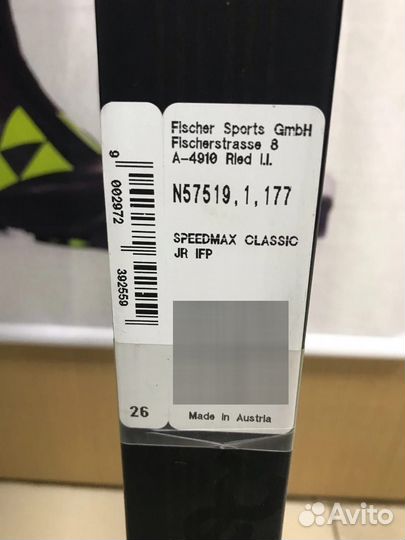 Fischer Sports GmbH
Fischerstrasse 8
A-4910 Ried I.I.
N57519,1,177
SPEEDMAX CLASSIC
JR IFP
9 002972 392559
26
Made in Austria
Avito